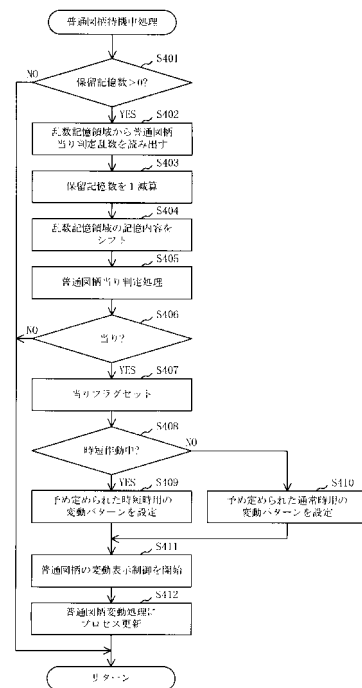 普通図柄待機中処理
S401
NO
保留記憶数>0?
YES
S402
乱数記憶領域から普通図柄
当り判定乱数を読み出す
S403
保留記憶数を1減算
S404
乱数記憶領域の記憶内容を
シフト
S405
普通図柄当り判定処理
S406
NO
当り?
YES
S407
当りフラグセット
S408
時短作動中?
NO
YES
S409
予め定められた時短時用の
変動パターンを設定
S410
予め定められた通常時用の
変動パターンを設定
S411
普通図柄の変動表示制御を開始
S412
普通図柄変動処理に
プロセス更新
リターン